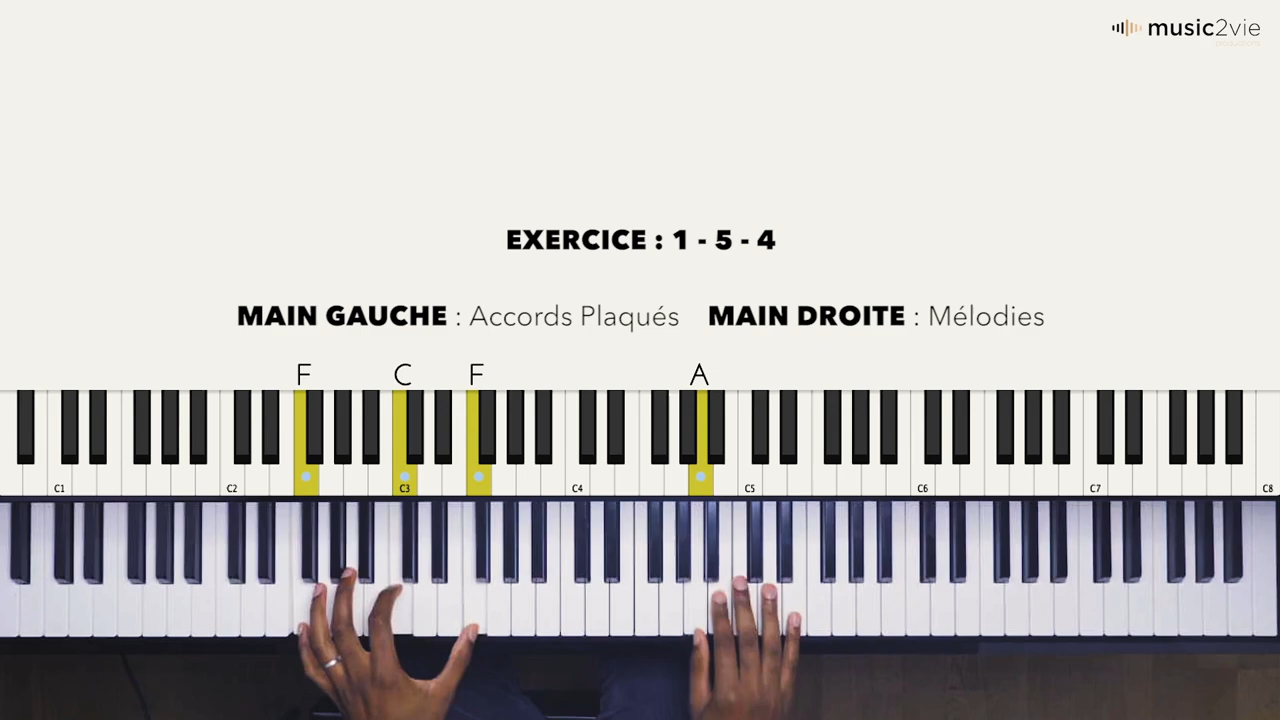 music2vie
productions
EXERCICE : 1 - 5 - 4
MAIN GAUCHE : Accords Plaqués MAIN DROITE : Mélodies
F C F A
C1 C2 C3 C4 C5 C6 C7 C8